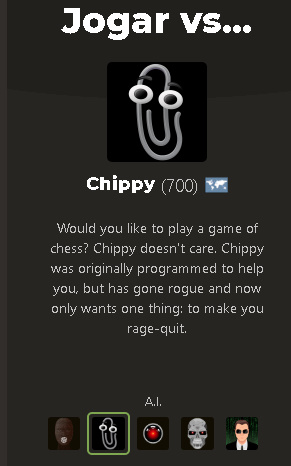 Jogar vs...
Chippy (700)
Would you like to play a game of
chess? Chippy doesn't care. Chippy
was originally programmed to help
you, but has gone rogue and now
only wants one thing: to make you
rage-quit.
A.I.